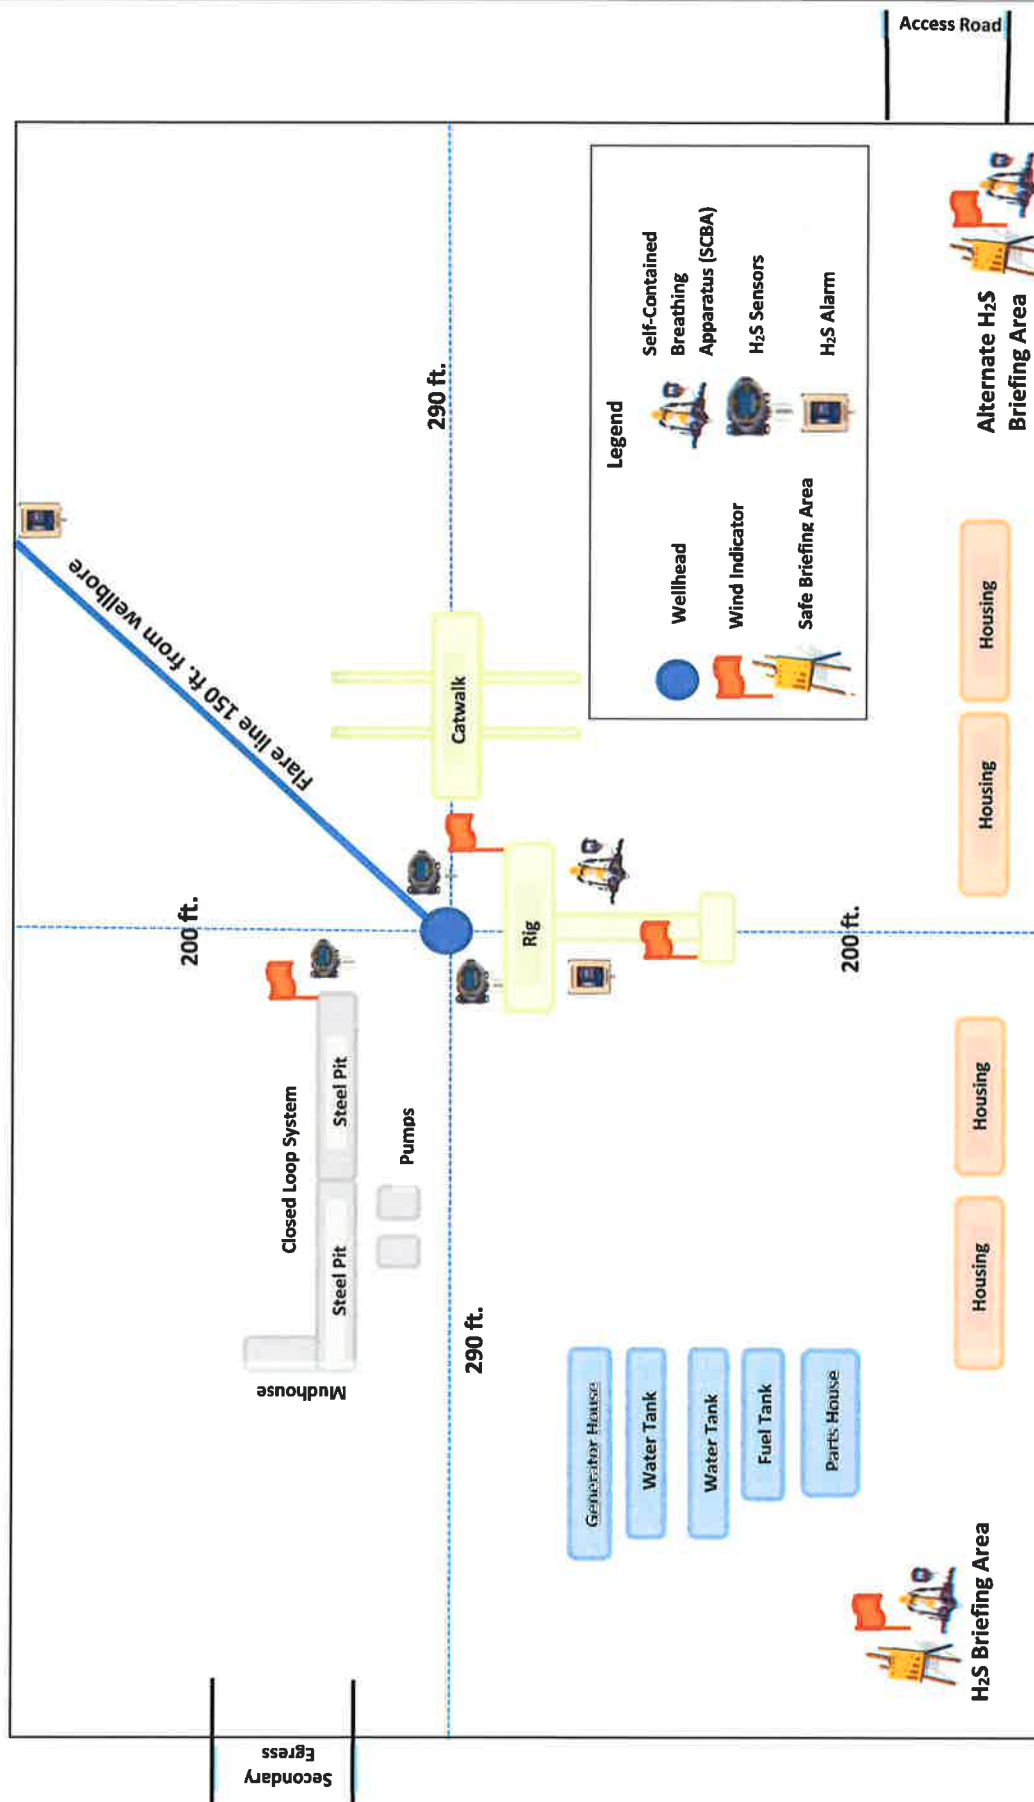 Access Road
200 ft.
Flare line 150 ft. from wellbore
290 ft.
Closed Loop System
Steel Pit
Steel Pit
Mudhouse
Pumps
Secondary
Egress
290 ft.
Catwalk
Rig
200 ft.
Legend
Wellhead
Wind Indicator
Safe Briefing Area
Self-Contained
Breathing
Apparatus (SCBA)
H₂S Sensors
H₂S Alarm
Generator House
Water Tank
Water Tank
Fuel Tank
Parts House
H₂S Briefing Area
Housing
Housing
Housing
Housing
Alternate H₂S
Briefing Area